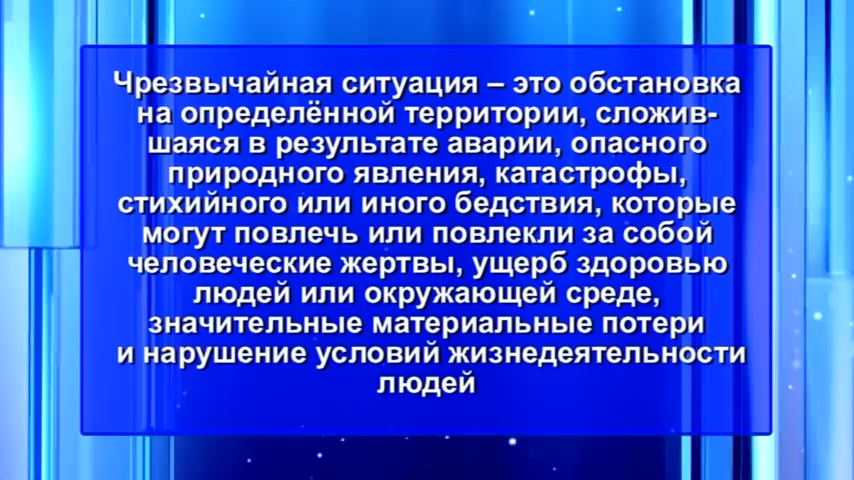 Чрезвычайная ситуация – это обстановка
на определённой территории, сложив-
шаяся в результате аварии, опасного
природного явления, катастрофы,
стихийного или иного бедствия, которые
могут повлечь или повлекли за собой
человеческие жертвы, ущерб здоровью
людей или окружающей среде,
значительные материальные потери
и нарушение условий жизнедеятельности
людей